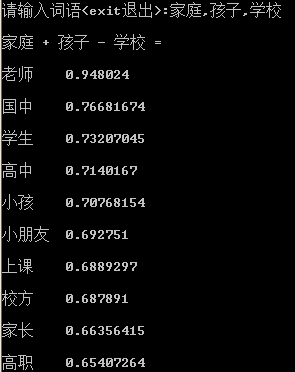 请输入词语<exit退出>:家庭,孩子,学校
家庭 + 孩子 - 学校 =
老师 0.948024
国中 0.76681674
学生 0.73207045
高中 0.7140167
小孩 0.70768154
小朋友 0.692751
上课 0.6889297
校方 0.687891
家长 0.66356415
高职 0.65407264